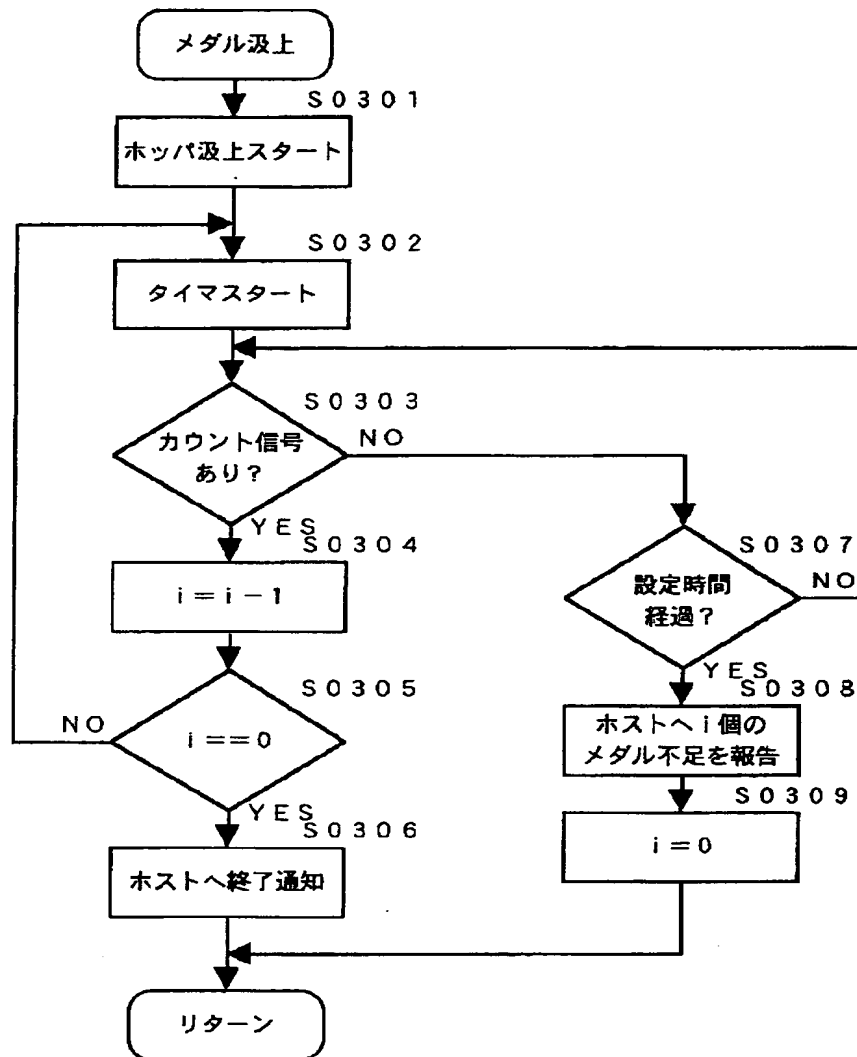 メダル汲上
S0301
ホッパ汲上スタート
S0302
タイマスタート
S0303
カウント信号
あり?
NO
YES
S0304
i=i-1
S0305
i==0
NO
YES
S0306
ホストへ終了通知
S0307
設定時間
経過?
NO
YES
S0308
ホストへi個の
メダル不足を報告
S0309
i=0
リターン